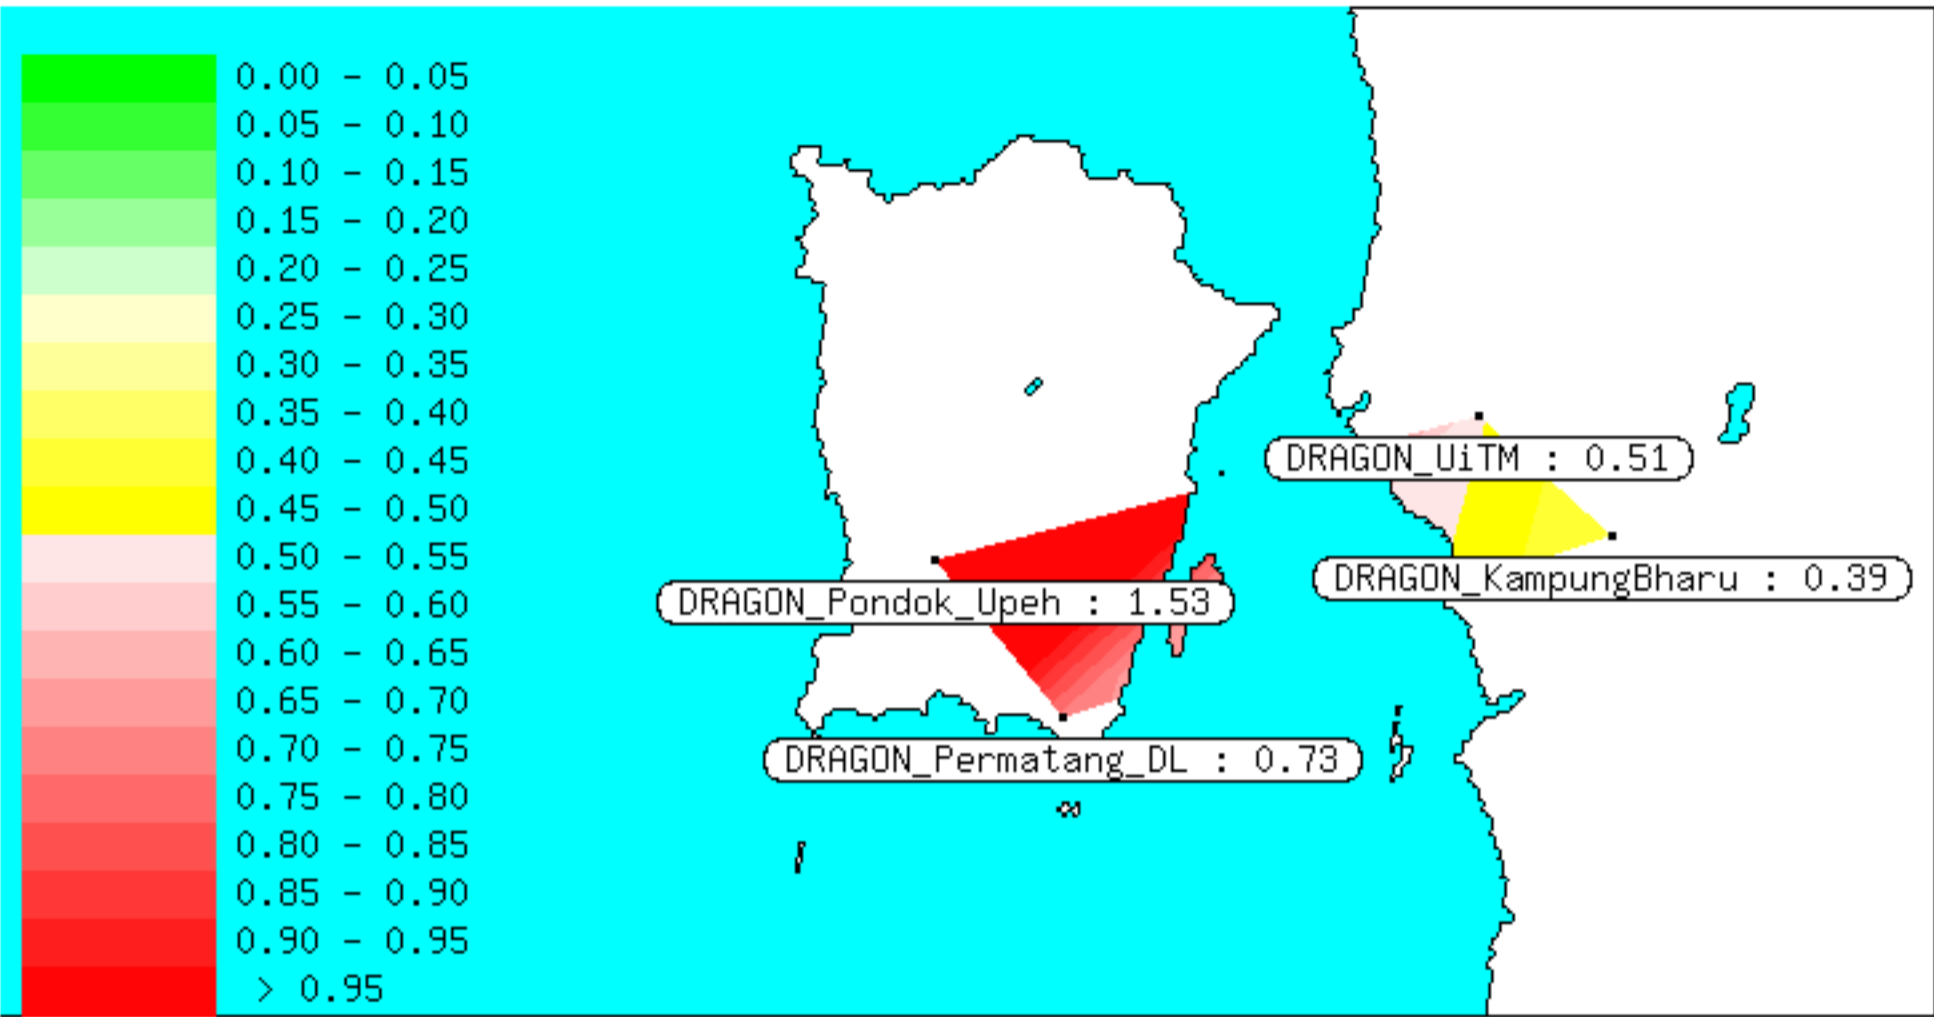 0.00 - 0.05
0.05 - 0.10
0.10 - 0.15
0.15 - 0.20
0.20 - 0.25
0.25 - 0.30
0.30 - 0.35
0.35 - 0.40
0.40 - 0.45
0.45 - 0.50
0.50 - 0.55
0.55 - 0.60
0.60 - 0.65
0.65 - 0.70
0.70 - 0.75
0.75 - 0.80
0.80 - 0.85
0.85 - 0.90
0.90 - 0.95
> 0.95
DRAGON_UiTM : 0.51
DRAGON_KampungBharu : 0.39
DRAGON_Pondok_Upeh : 1.53
DRAGON_Permatang_DL : 0.73